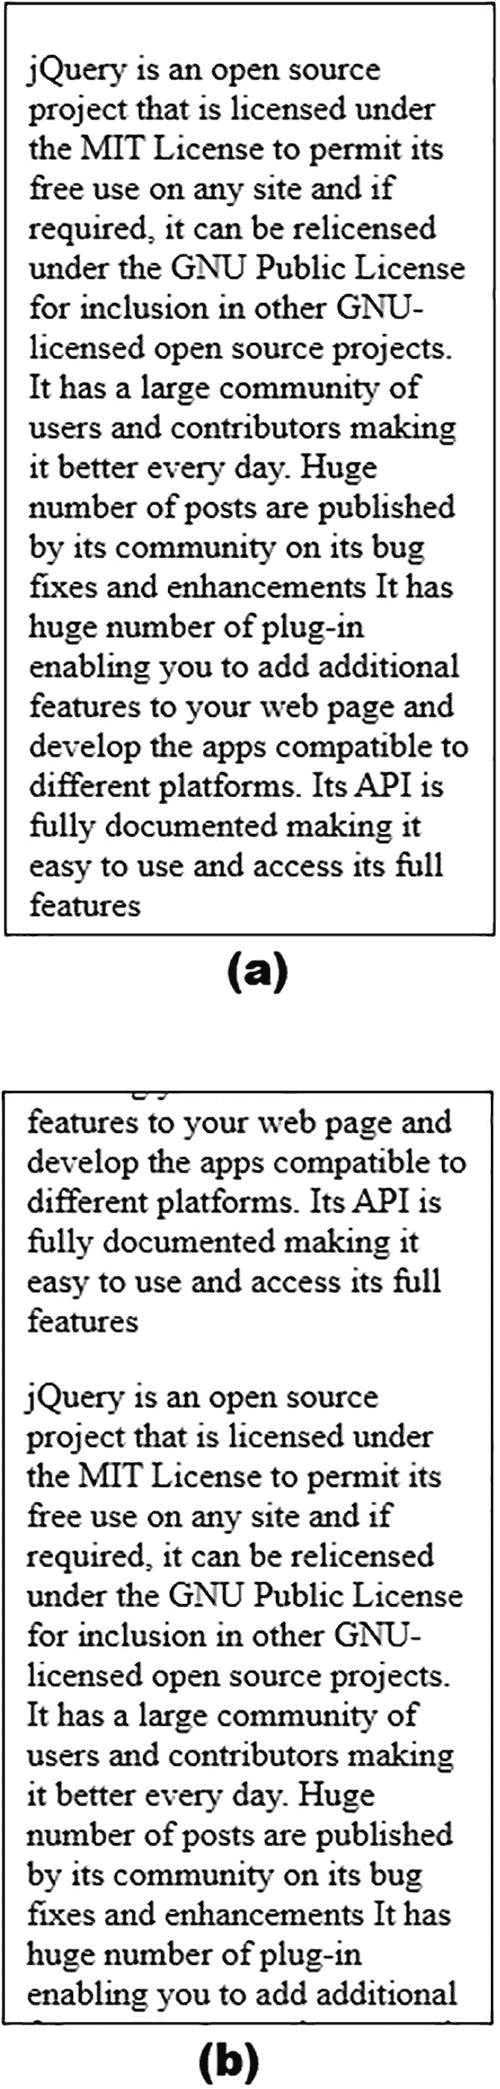 jQuery is an open source
project that is licensed under
the MIT License to permit its
free use on any site and if
required, it can be relicensed
under the GNU Public License
for inclusion in other GNU-
licensed open source projects.
It has a large community of
users and contributors making
it better every day. Huge
number of posts are published
by its community on its bug
fixes and enhancements It has
huge number of plug-in
enabling you to add additional
features to your web page and
develop the apps compatible to
different platforms. Its API is
fully documented making it
easy to use and access its full
features
(a)
features to your web page and
develop the apps compatible to
different platforms. Its API is
fully documented making it
easy to use and access its full
features
jQuery is an open source
project that is licensed under
the MIT License to permit its
free use on any site and if
required, it can be relicensed
under the GNU Public License
for inclusion in other GNU-
licensed open source projects.
It has a large community of
users and contributors making
it better every day. Huge
number of posts are published
by its community on its bug
fixes and enhancements It has
huge number of plug-in
enabling you to add additional
(b)